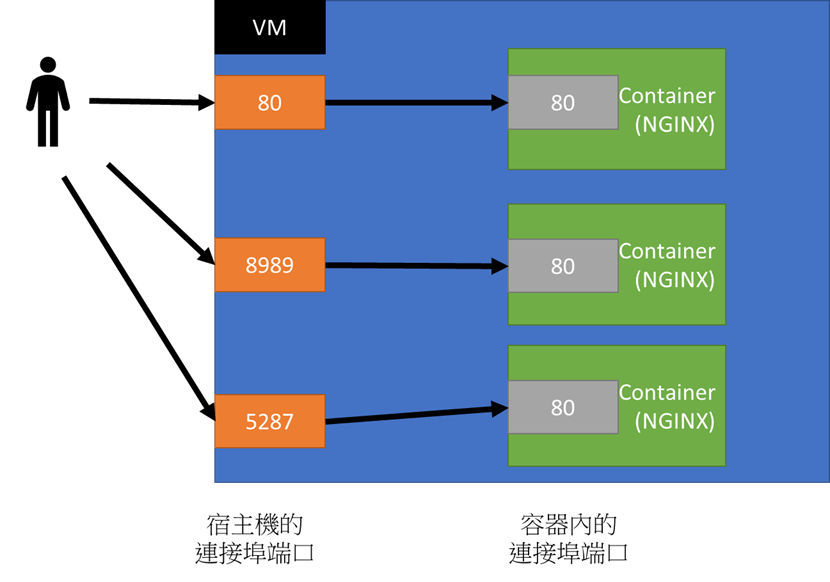 VM
80
80
Container
(NGINX)
8989
80
Container
(NGINX)
5287
80
Container
(NGINX)
宿主機的
連接埠端口
容器內的
連接埠端口